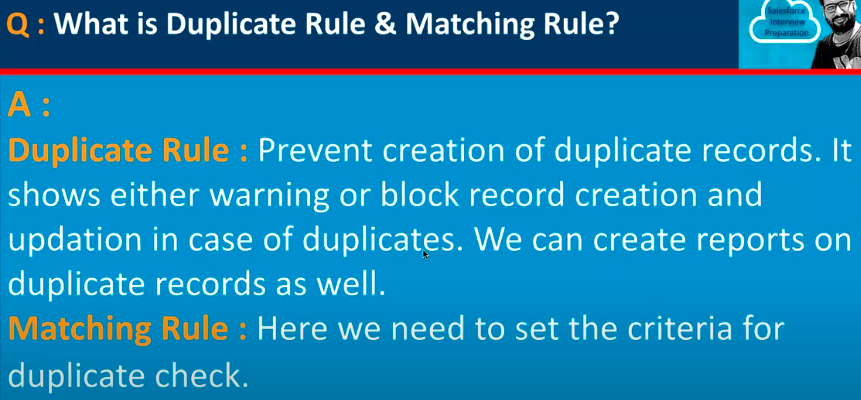 Q : What is Duplicate Rule & Matching Rule?
Salesforce
Interview
Preparation
A :
Duplicate Rule : Prevent creation of duplicate records. It
shows either warning or block record creation and
updation in case of duplicates. We can create reports on
duplicate records as well.
Matching Rule : Here we need to set the criteria for
duplicate check.